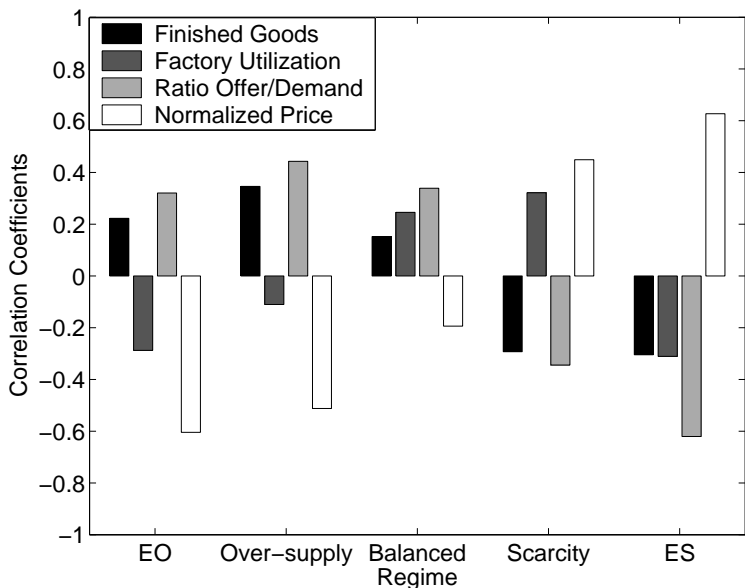 1
0.8
0.6
0.4
0.2
0
−0.2
−0.4
−0.6
−0.8
−1
Correlation Coefficients
Finished Goods
Factory Utilization
Ratio Offer/Demand
Normalized Price
EO
Over−supply
Balanced
Scarcity
ES
Regime